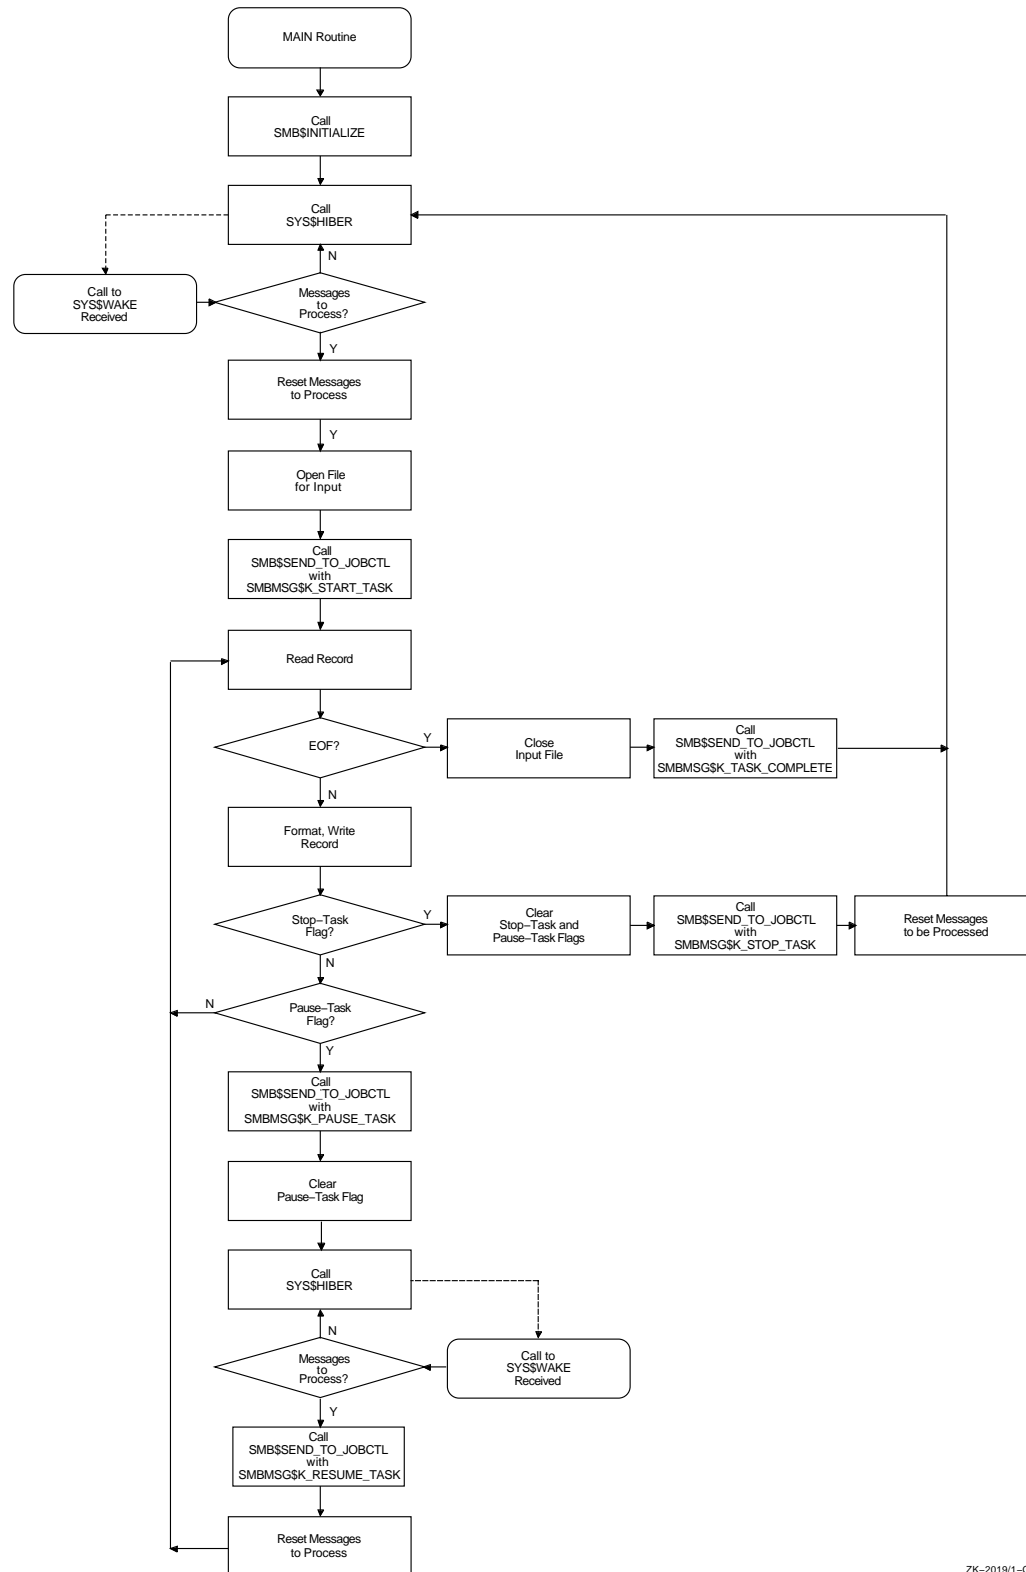 MAIN Routine
Call
SMB$INITIALIZE
Call
SYS$HIBER
N
Call to
SYS$WAKE
Received
Messages
to
Process?
Y
Reset Messages
to Process
Y
Open File
for Input
Call
SMB$SEND_TO_JOBCTL
with
SMBMSG$K_START_TASK
Read Record
EOF?
Y
Close
Input File
Call
SMB$SEND_TO_JOBCTL
with
SMBMSG$K_TASK_COMPLETE
N
Format, Write
Record
Stop–Task
Flag?
Y
Clear
Stop–Task and
Pause–Task Flags
Call
SMB$SEND_TO_JOBCTL
with
SMBMSG$K_STOP_TASK
Reset Messages
to be Processed
N
N
Pause–Task
Flag?
Y
Call
SMB$SEND_TO_JOBCTL
with
SMBMSG$K_PAUSE_TASK
Clear
Pause–Task Flag
Call
SYS$HIBER
N
Messages
to
Process?
Call to
SYS$WAKE
Received
Y
Call
SMB$SEND_TO_JOBCTL
with
SMBMSG$K_RESUME_TASK
Reset Messages
to Process